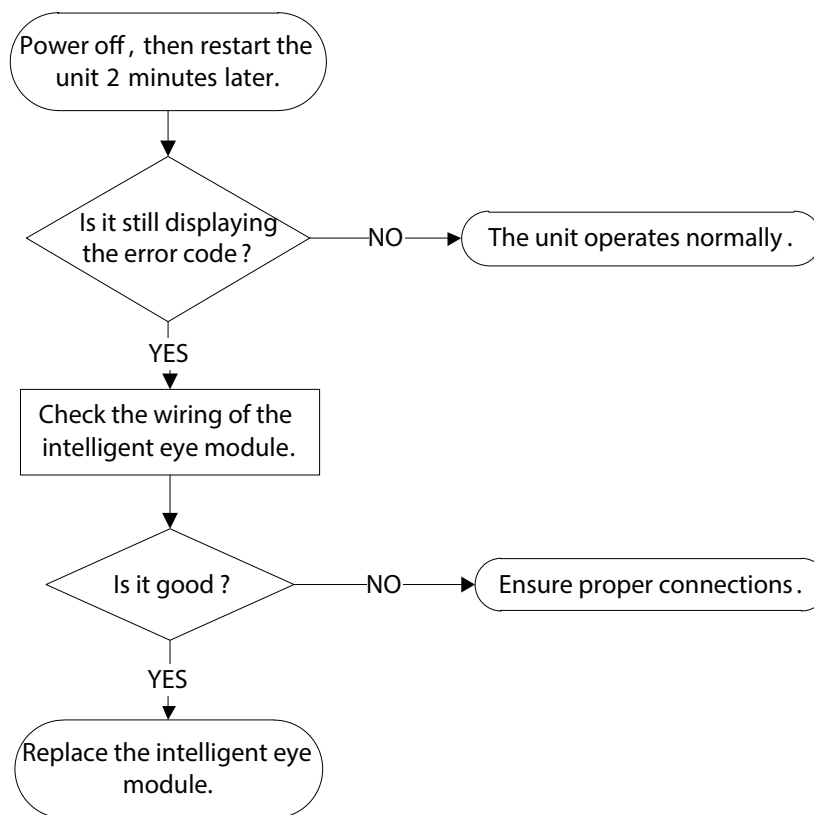 Power off, then restart the
unit 2 minutes later.
Is it still displaying
the error code?
NO
The unit operates normally.
YES
Check the wiring of the
intelligent eye module.
Is it good?
NO
Ensure proper connections.
YES
Replace the intelligent eye
module.